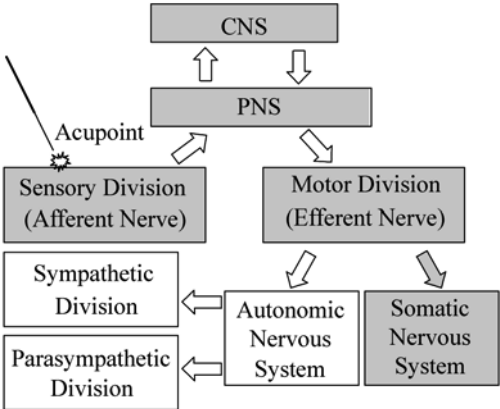 CNS
PNS
Acupoint
Sensory Division
(Afferent Nerve)
Motor Division
(Efferent Nerve)
Sympathetic
Division
Parasympathetic
Division
Autonomic
Nervous
System
Somatic
Nervous
System